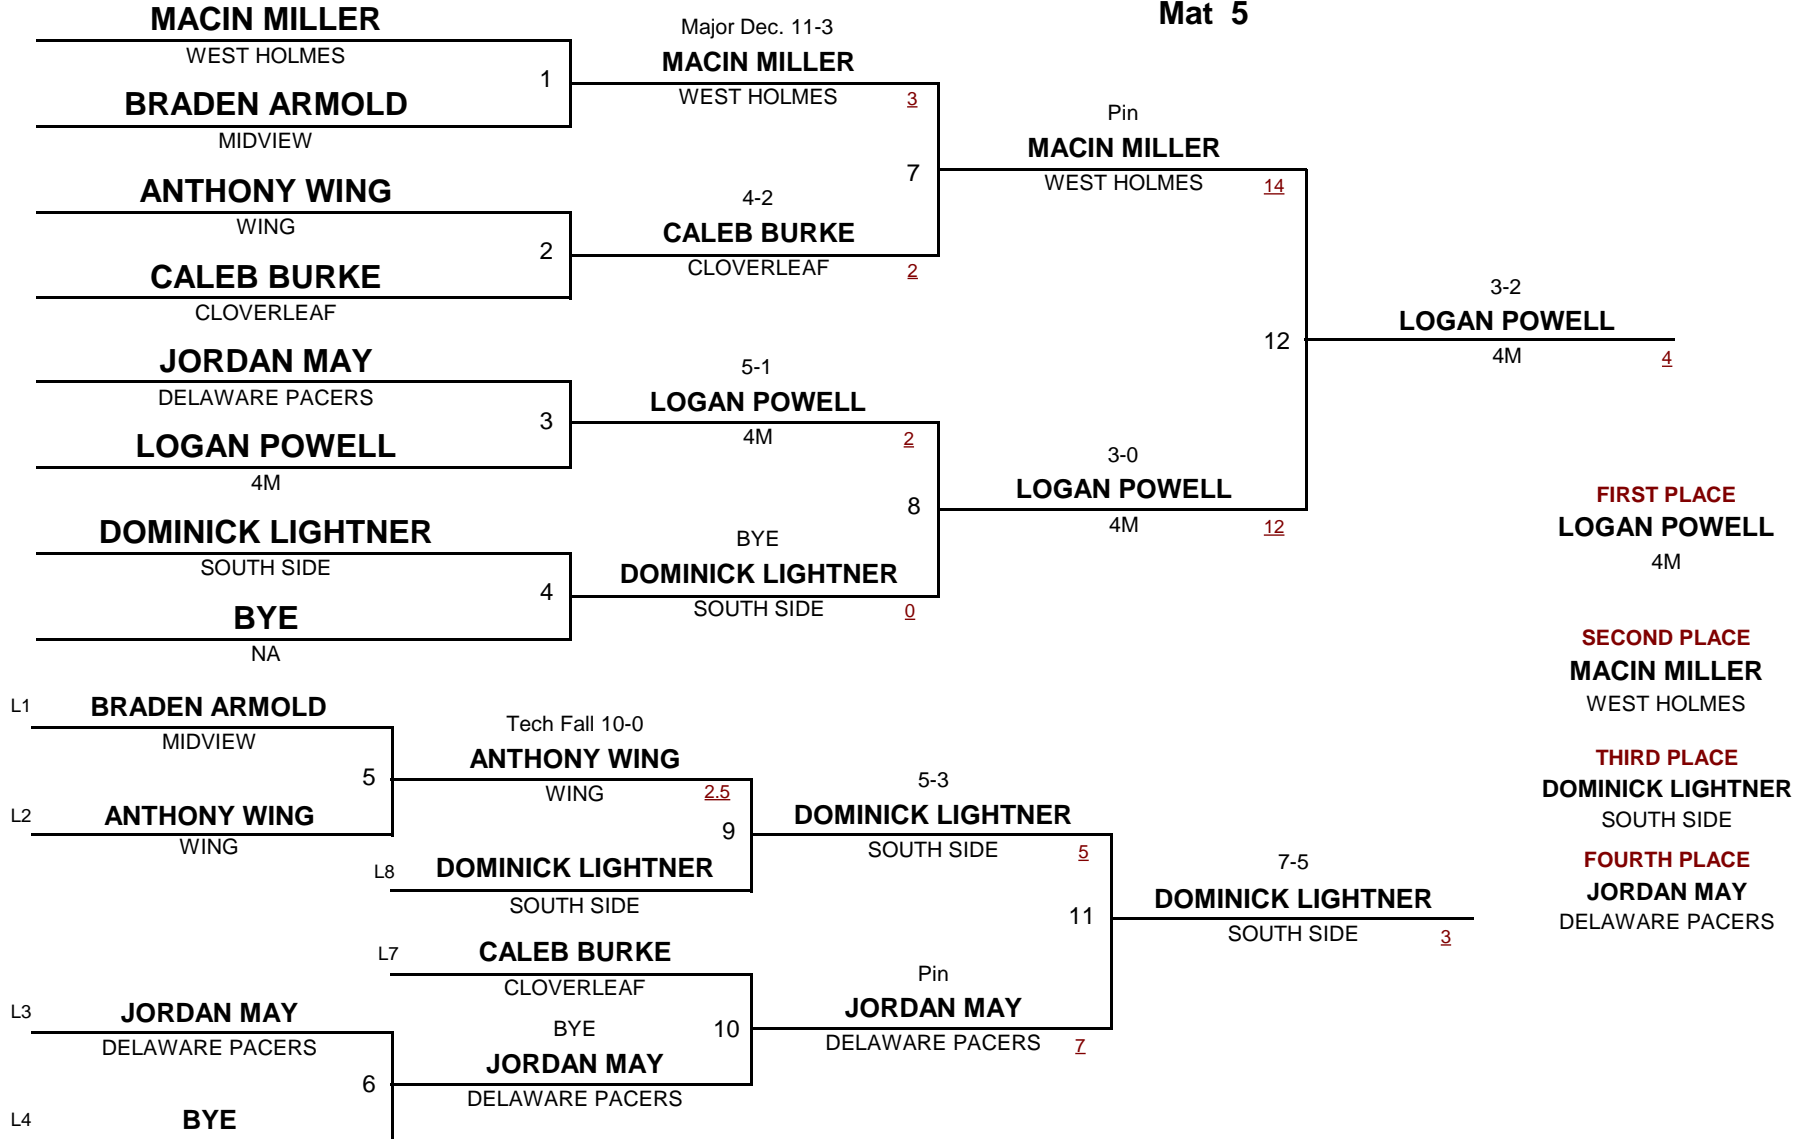 Mat 5
MACIN MILLER
WEST HOLMES
1
BRADEN ARMOLD
MIDVIEW
ANTHONY WING
WING
2
CALEB BURKE
CLOVERLEAF
JORDAN MAY
DELAWARE PACERS
3
LOGAN POWELL
4M
DOMINICK LIGHTNER
SOUTH SIDE
4
BYE
NA
Major Dec. 11-3
MACIN MILLER
WEST HOLMES 3
7
4-2
CALEB BURKE
CLOVERLEAF 2
5-1
LOGAN POWELL
4M 2
8
BYE
DOMINICK LIGHTNER
SOUTH SIDE 0
Pin
MACIN MILLER
WEST HOLMES 14
12
3-0
LOGAN POWELL
4M 12
3-2
LOGAN POWELL
4M 4
FIRST PLACE
LOGAN POWELL
4M
SECOND PLACE
MACIN MILLER
WEST HOLMES
THIRD PLACE
DOMINICK LIGHTNER
SOUTH SIDE
FOURTH PLACE
JORDAN MAY
DELAWARE PACERS
L1 BRADEN ARMOLD
MIDVIEW
5
L2 ANTHONY WING
WING
L3 JORDAN MAY
DELAWARE PACERS
6
L4 BYE
Tech Fall 10-0
ANTHONY WING
WING 2.5
9
L8 DOMINICK LIGHTNER
SOUTH SIDE
L7 CALEB BURKE
CLOVERLEAF
BYE 10
JORDAN MAY
DELAWARE PACERS
5-3
DOMINICK LIGHTNER
SOUTH SIDE 5
11
Pin
JORDAN MAY
DELAWARE PACERS 7
7-5
DOMINICK LIGHTNER
SOUTH SIDE 3